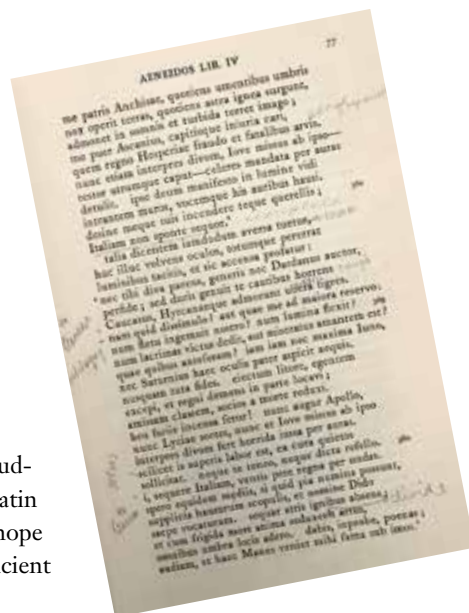 AENEIDOS LIB. IV 77
me patris Anchisae, quotiens umentibus umbris
nox operit terras, quotiens astra ignea surgunt,
admonet in somnis et turbida terret imago;
me puer Ascanius, capitisque iniuria cari,
quem regno Hesperiae fraudo et fatalibus arvis.
nunc etiam interpres divom, Iove missus ab ipso—
testor utrumque caput—celeres mandata per auras
detulit. ipse deum manifesto in lumine vidi
intrantem muros, vocemque his auribus hausi.
desine meque tuis incendere teque querellis;
Italiam non sponte sequor.'
talia dicentem iamdudum aversa tuetur,
huc illuc volvens oculos, totumque pererrat
luminibus tacitis, et sic accensa profatur:
'nec tibi diva parens, generis nec Dardanus auctor,
perfide; sed duris genuit te cautibus horrens
Caucasus, Hyrcanaeque admorunt ubera tigres.
nam quid dissimulo? aut quae me ad maiora reservo;
num fletu ingemuit nostro? num lumina flexit?
num lacrimas victus dedit, aut miseratus amantem est?
quae quibus anteferam? iam iam nec maxima Iuno,
nec Saturnius haec oculis pater aspicit aequis.
nusquam tuta fides. eiectum litore, egentem
excepi, et regni demens in parte locavi;
amissam classem, socios a morte reduxi.
heu furiis incensa feror! nunc augur Apollo,
nunc Lyciae sortes, nunc et Iove missus ab ipso
interpres divom fert horrida iussa per auras.
scilicet is superis labor est, ea cura quietos
sollicitat. neque te teneo, neque dicta refello.
i, sequere Italiam, ventis pete regna per undas.
spero equidem mediis, si quid pia numina possunt,
supplicia hausurum scopulis, et nomine Dido
saepe vocaturum. sequar atris ignibus absens,
et cum frigida mors anima seduxerit artus,
omnibus umbra locis adero. dabis, improbe, poenas;
audiam, et haec Manes veniet mihi fama sub imos.'
ud-
atin
hope
cient